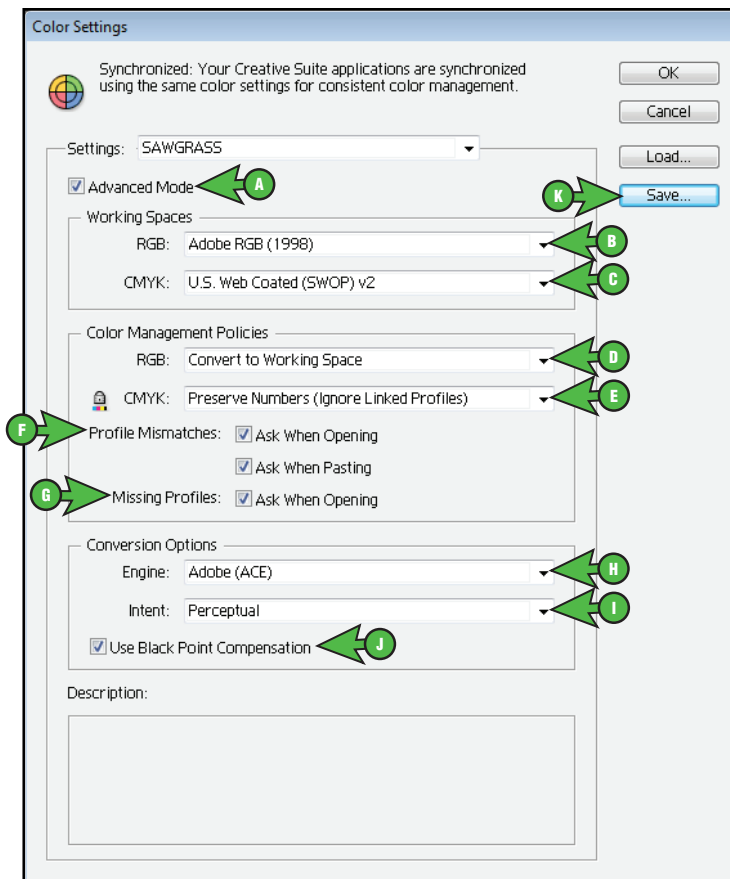 Color Settings
Synchronized: Your Creative Suite applications are synchronized
using the same color settings for consistent color management.
OK
Cancel
Load...
Save...
K
Settings: SAWGRASS
Advanced Mode
A
Working Spaces
RGB: Adobe RGB (1998)
B
CMYK: U.S. Web Coated (SWOP) v2
C
Color Management Policies
RGB: Convert to Working Space
D
CMYK: Preserve Numbers (Ignore Linked Profiles)
E
F
Profile Mismatches: Ask When Opening
Ask When Pasting
G
Missing Profiles: Ask When Opening
Conversion Options
Engine: Adobe (ACE)
H
Intent: Perceptual
I
Use Black Point Compensation
J
Description: